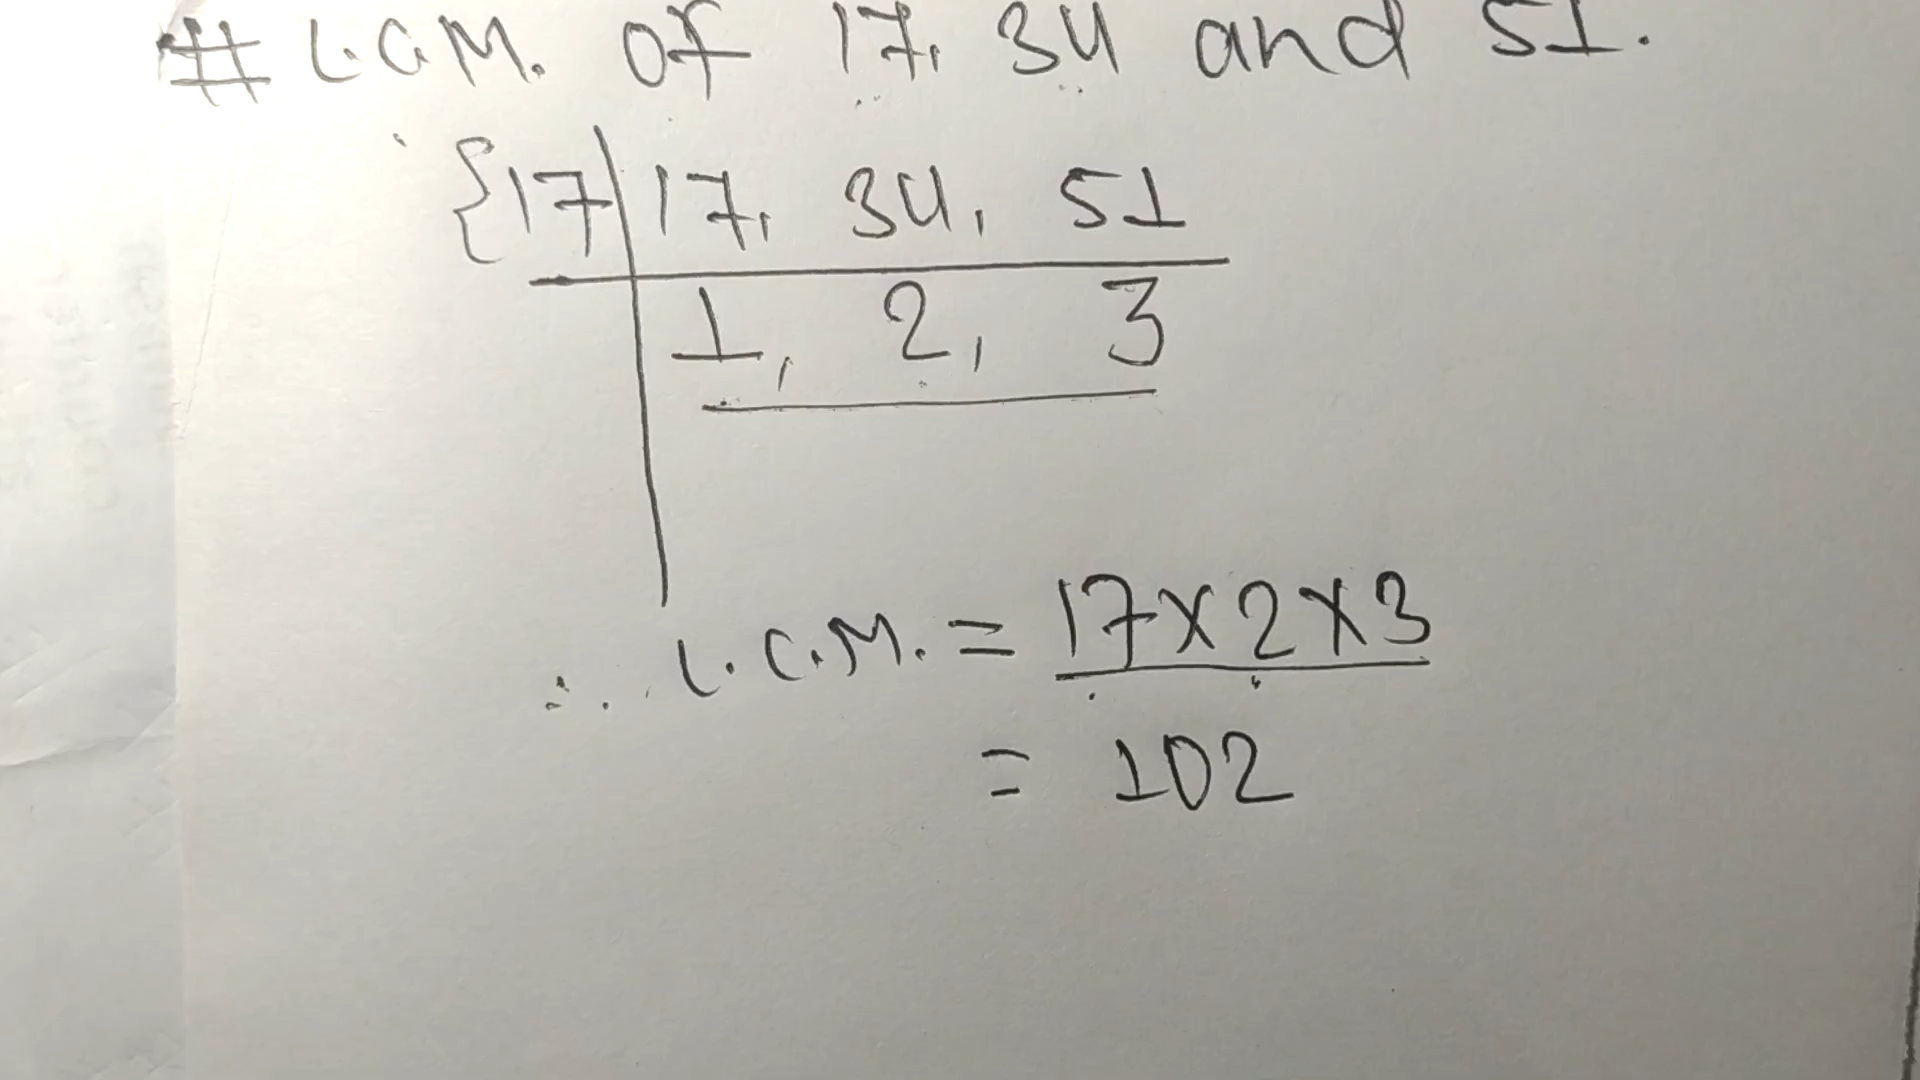 # L.C.M. of 17, 34 and 51.
{17| 17, 34, 51
1, 2, 3
∴ L.C.M. = 17×2×3
= 102